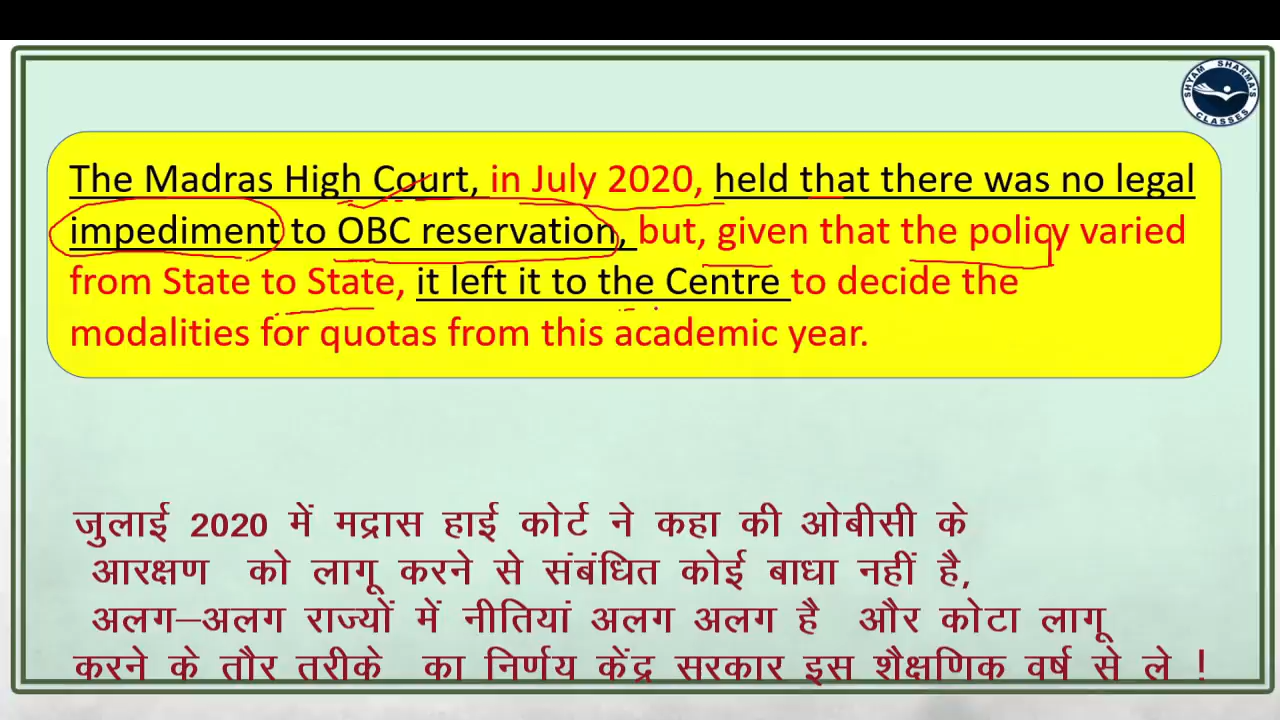 SHYAM SHARMA'S
CLASSES
The Madras High Court, in July 2020, held that there was no legal
impediment to OBC reservation, but, given that the policy varied
from State to State, it left it to the Centre to decide the
modalities for quotas from this academic year.
जुलाई 2020 में मद्रास हाई कोर्ट ने कहा की ओबीसी के
आरक्षण को लागू करने से संबंधित कोई बाधा नहीं है,
अलग–अलग राज्यों में नीतियां अलग अलग है और कोटा लागू
करने के तौर तरीके का निर्णय केंद्र सरकार इस शैक्षणिक वर्ष से ले !